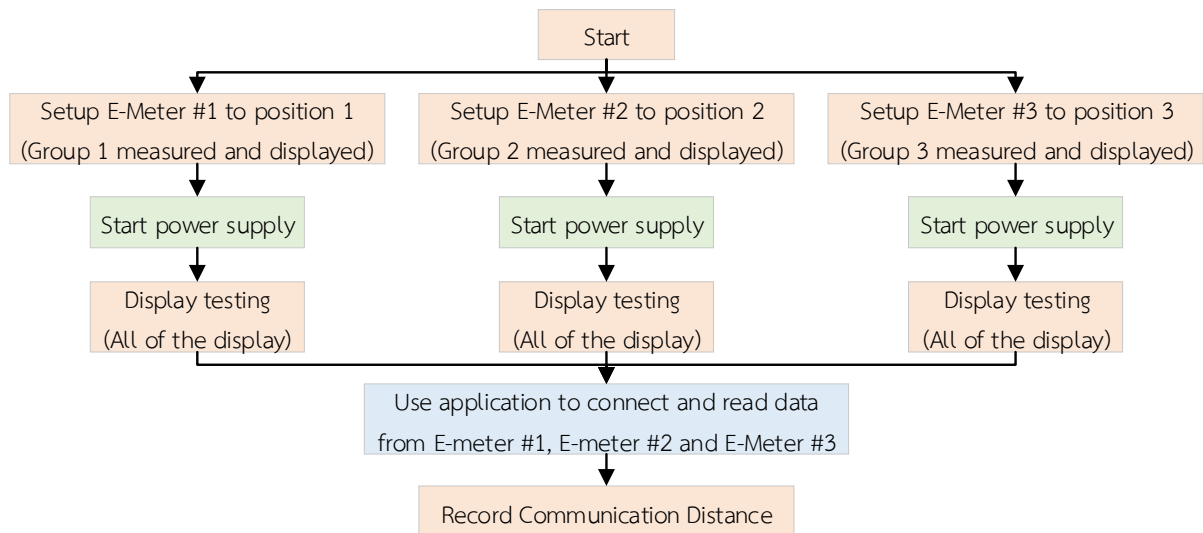 Start
Setup E-Meter #1 to position 1
(Group 1 measured and displayed)
Setup E-Meter #2 to position 2
(Group 2 measured and displayed)
Setup E-Meter #3 to position 3
(Group 3 measured and displayed)
Start power supply
Start power supply
Start power supply
Display testing
(All of the display)
Display testing
(All of the display)
Display testing
(All of the display)
Use application to connect and read data
from E-meter #1, E-meter #2 and E-Meter #3
Record Communication Distance